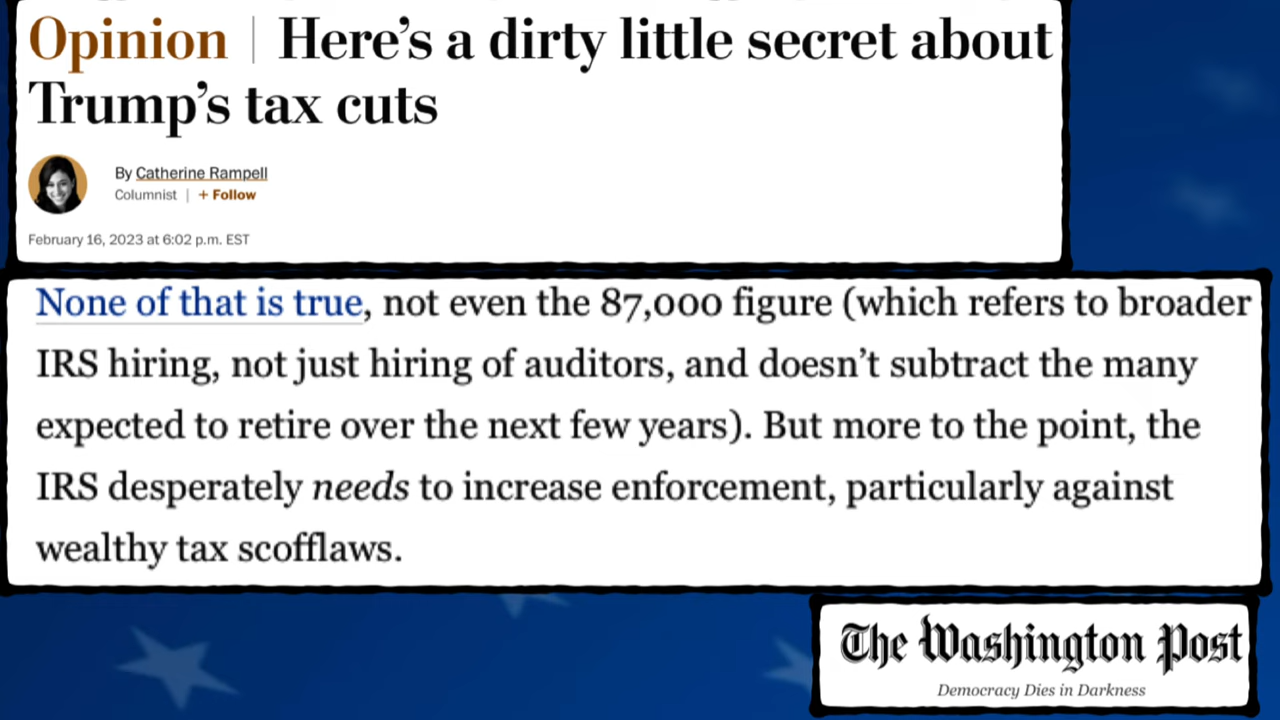 Opinion | Here’s a dirty little secret about
Trump’s tax cuts
By Catherine Rampell
Columnist | + Follow
February 16, 2023 at 6:02 p.m. EST
None of that is true, not even the 87,000 figure (which refers to broader
IRS hiring, not just hiring of auditors, and doesn’t subtract the many
expected to retire over the next few years). But more to the point, the
IRS desperately needs to increase enforcement, particularly against
wealthy tax scofflaws.
The Washington Post
Democracy Dies in Darkness